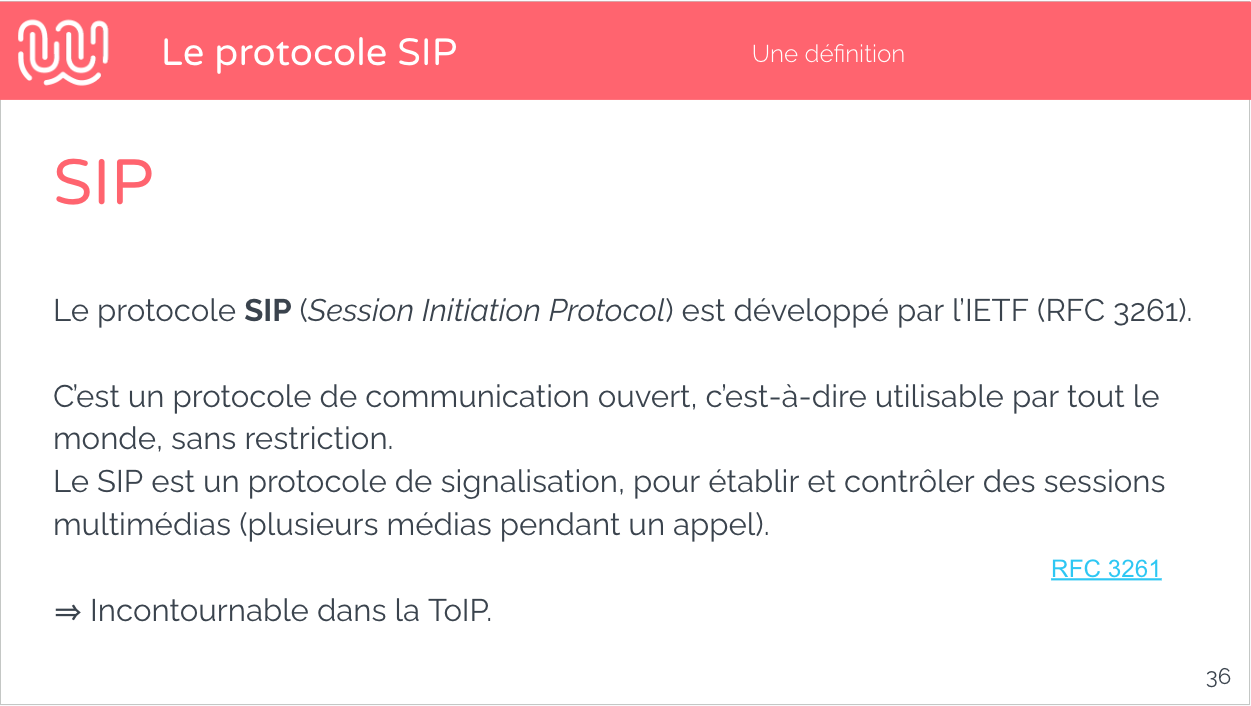 Le protocole SIP
Une définition
SIP
Le protocole SIP (Session Initiation Protocol) est développé par l’IETF (RFC 3261).
C’est un protocole de communication ouvert, c’est-à-dire utilisable par tout le
monde, sans restriction.
Le SIP est un protocole de signalisation, pour établir et contrôler des sessions
multimédias (plusieurs médias pendant un appel).
RFC 3261
⇒ Incontournable dans la ToIP.
36